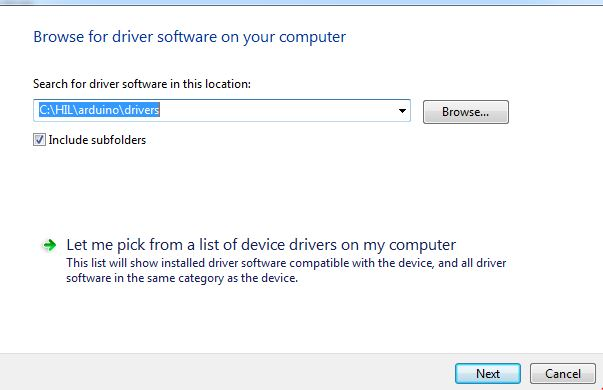 Browse for driver software on your computer
Search for driver software in this location:
C:\HIL\arduino\drivers
Browse...
Include subfolders
Let me pick from a list of device drivers on my computer
This list will show installed driver software compatible with the device, and all driver
software in the same category as the device.
Next
Cancel